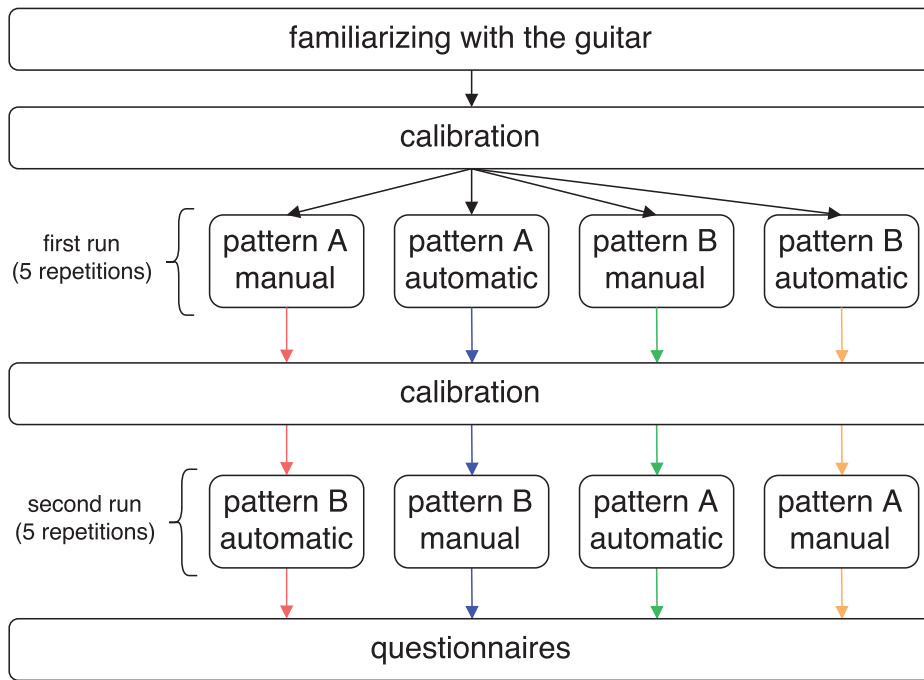 familiarizing with the guitar
calibration
first run
(5 repetitions)
pattern A
manual
pattern A
automatic
pattern B
manual
pattern B
automatic
calibration
second run
(5 repetitions)
pattern B
automatic
pattern B
manual
pattern A
automatic
pattern A
manual
questionnaires